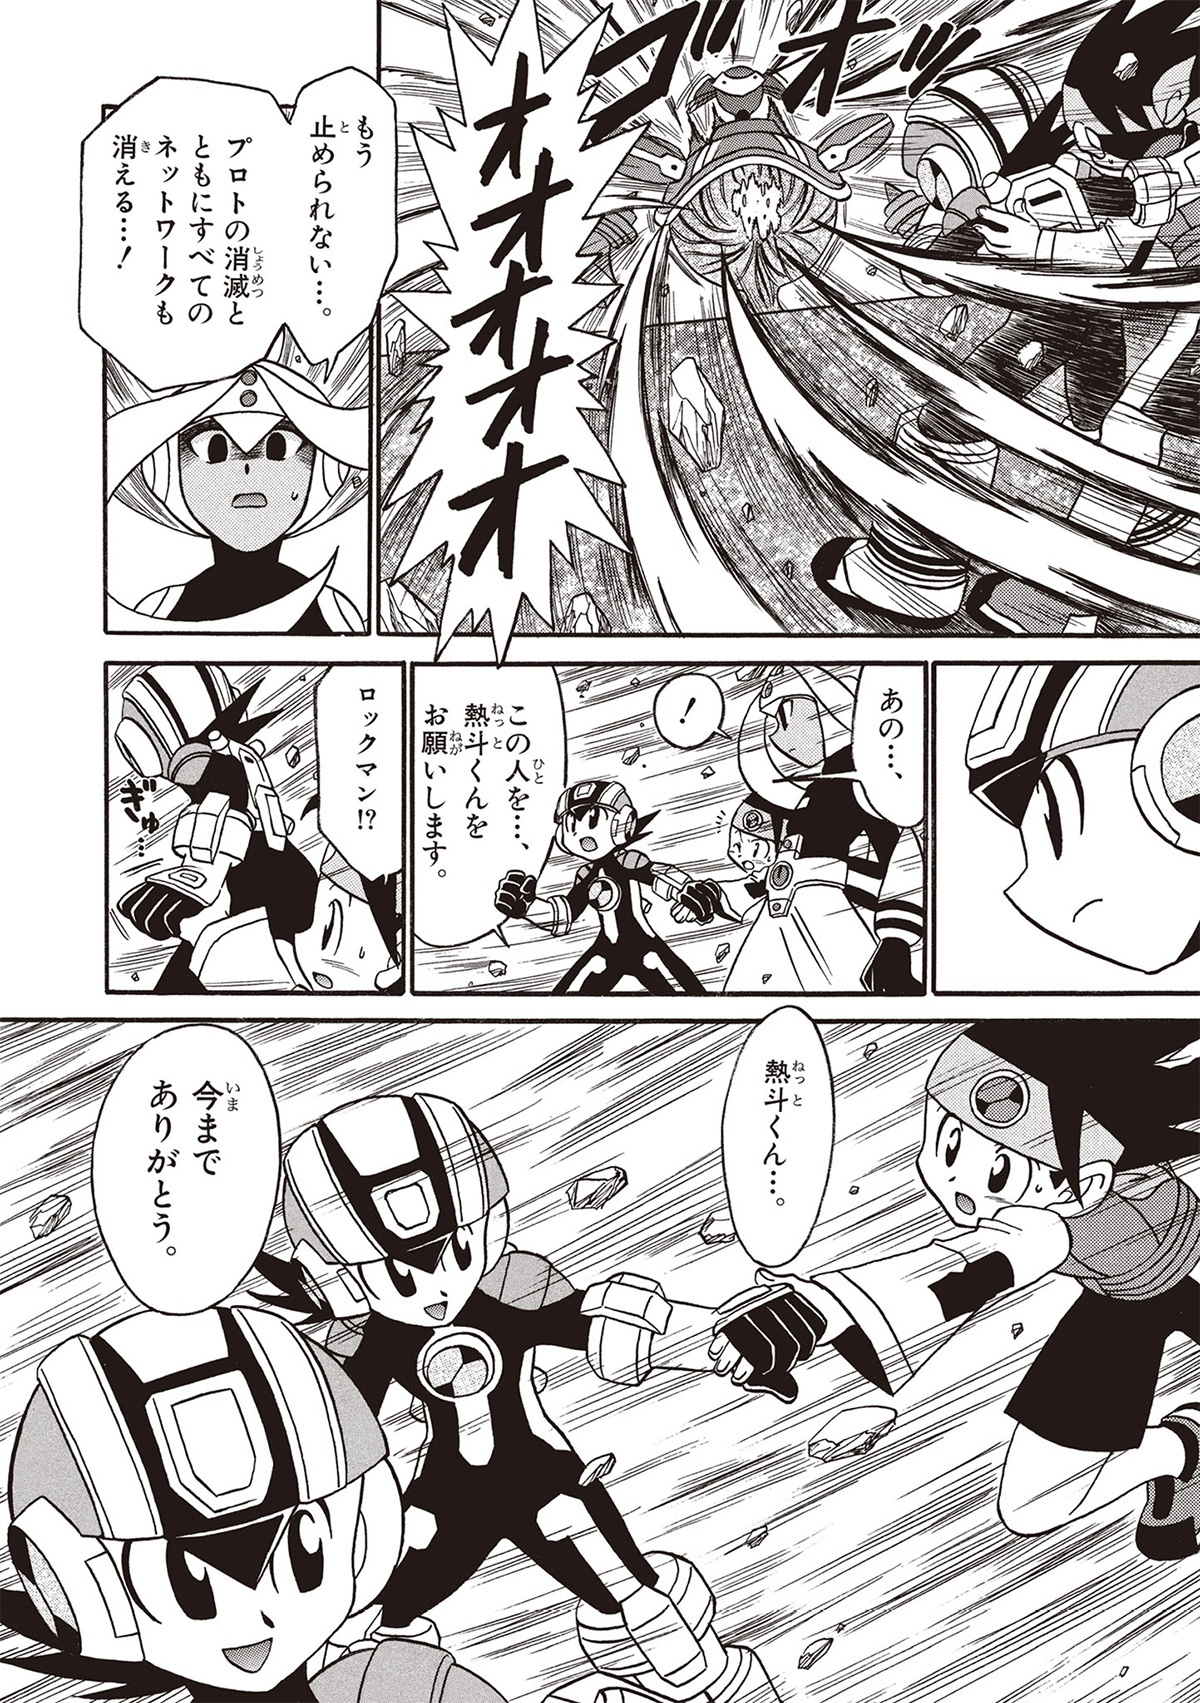 ゴオッ
オオオオオ
もう
止められない…。
プロトの消滅と
ともにすべての
ネットワークも
消える…!
あの…、
!
この人を…、
熱斗くんを
お願いします。
ロックマン!?
ぎゅ…
熱斗くん…。
今まで
ありがとう。